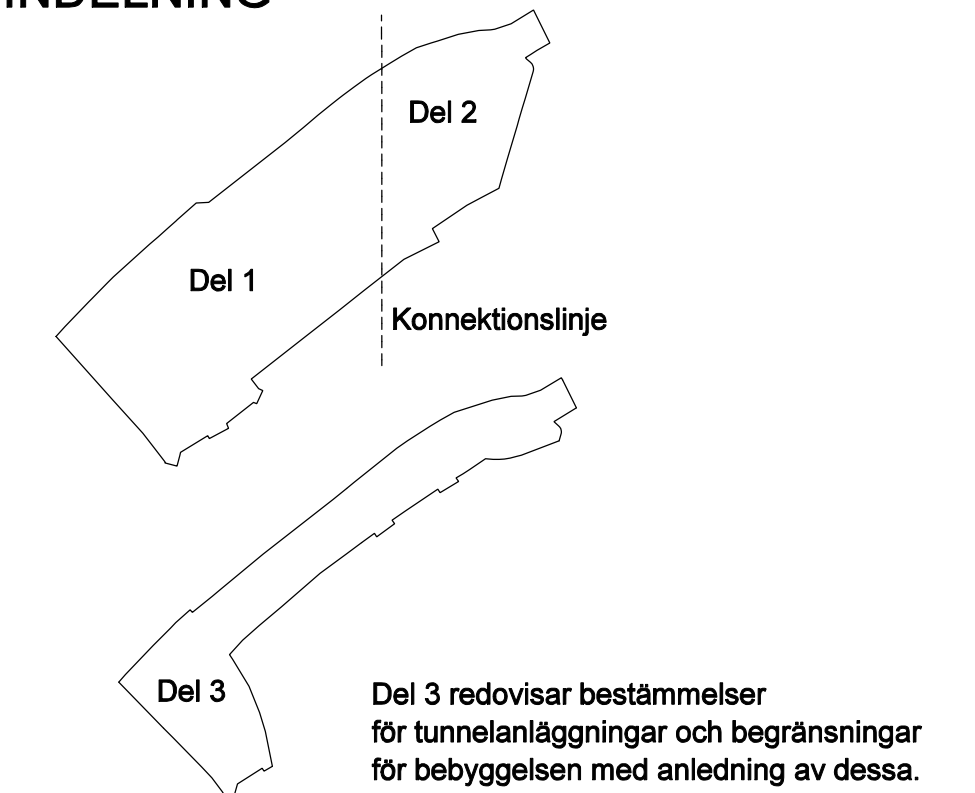 INDELNING
Del 2
Del 1
Konnektionslinje
Del 3
Del 3 redovisar bestämmelser
för tunnelanläggningar och begränsningar
för bebyggelsen med anledning av dessa.